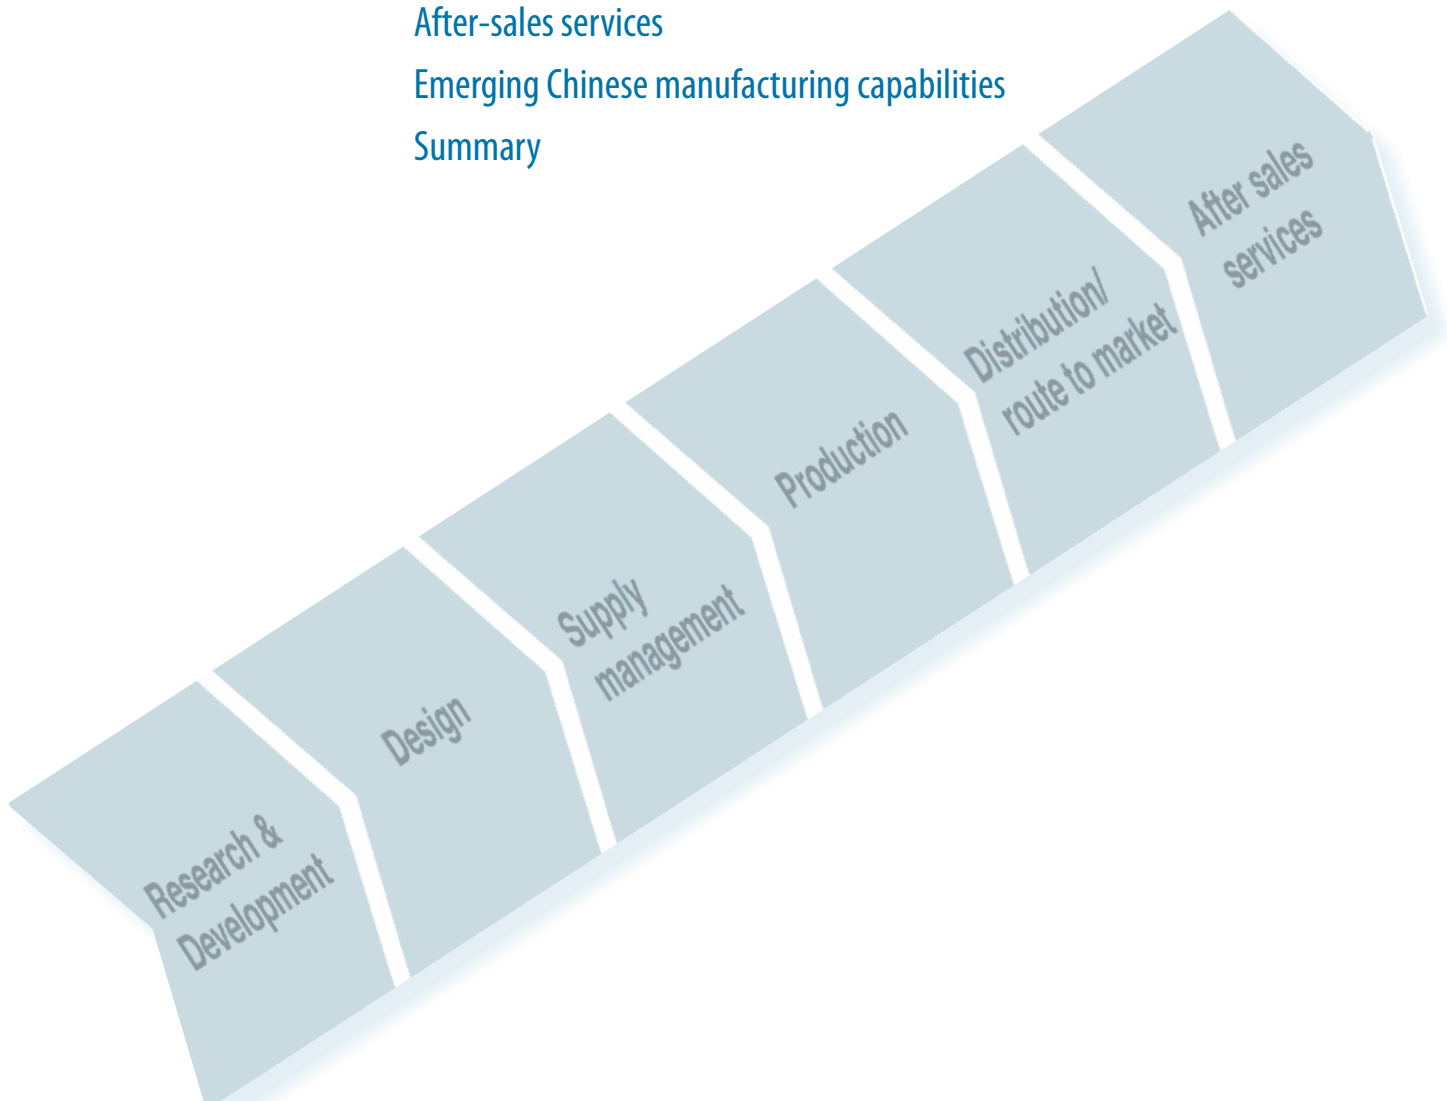 After-sales services
Emerging Chinese manufacturing capabilities
Summary
Research &
Development
Design
Supply
management
Production
Distribution/
route to market
After sales
services